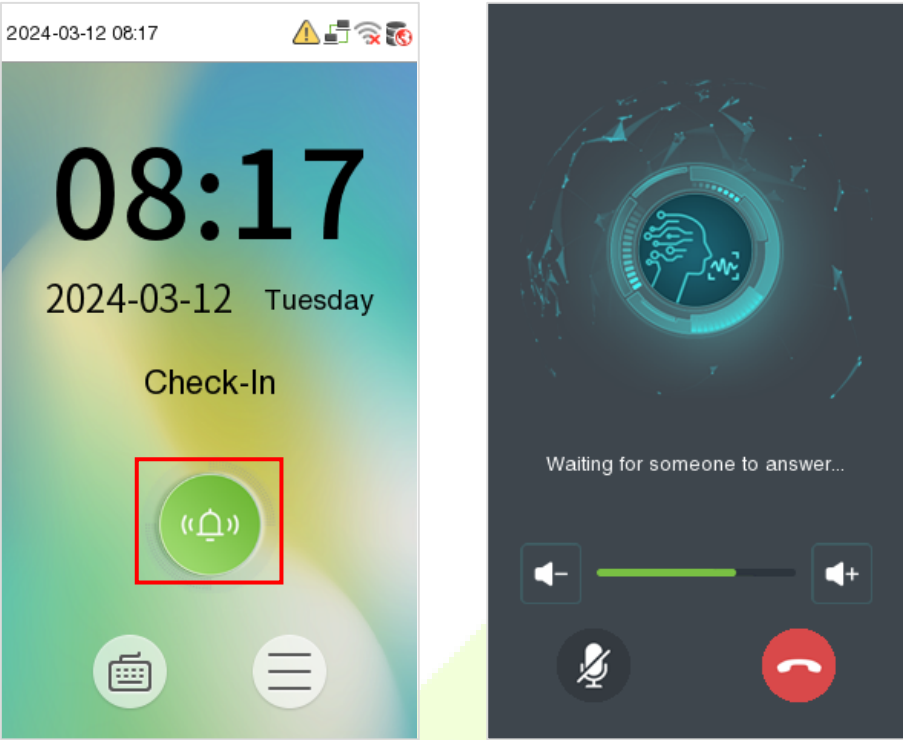 2024-03-12 08:17
08:17
2024-03-12 Tuesday
Check-In
Waiting for someone to answer...